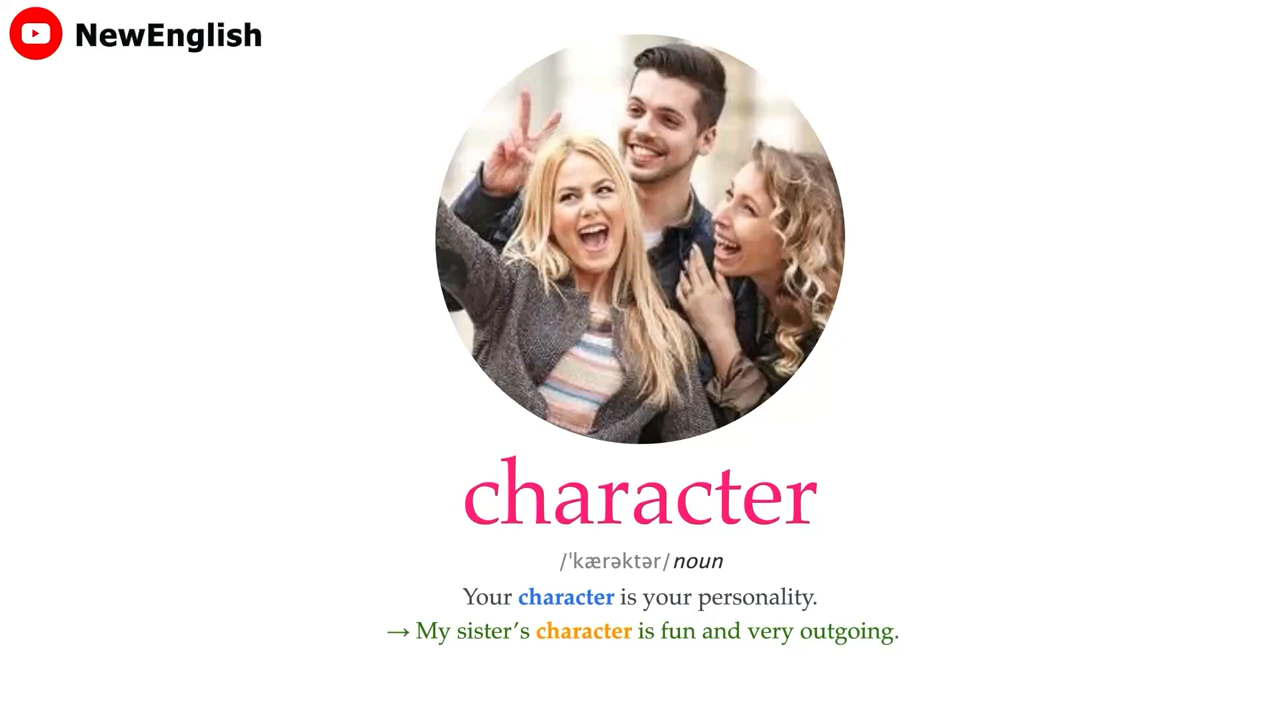 NewEnglish
character
/ˈkærəktər/ noun
Your character is your personality.
→ My sister’s character is fun and very outgoing.